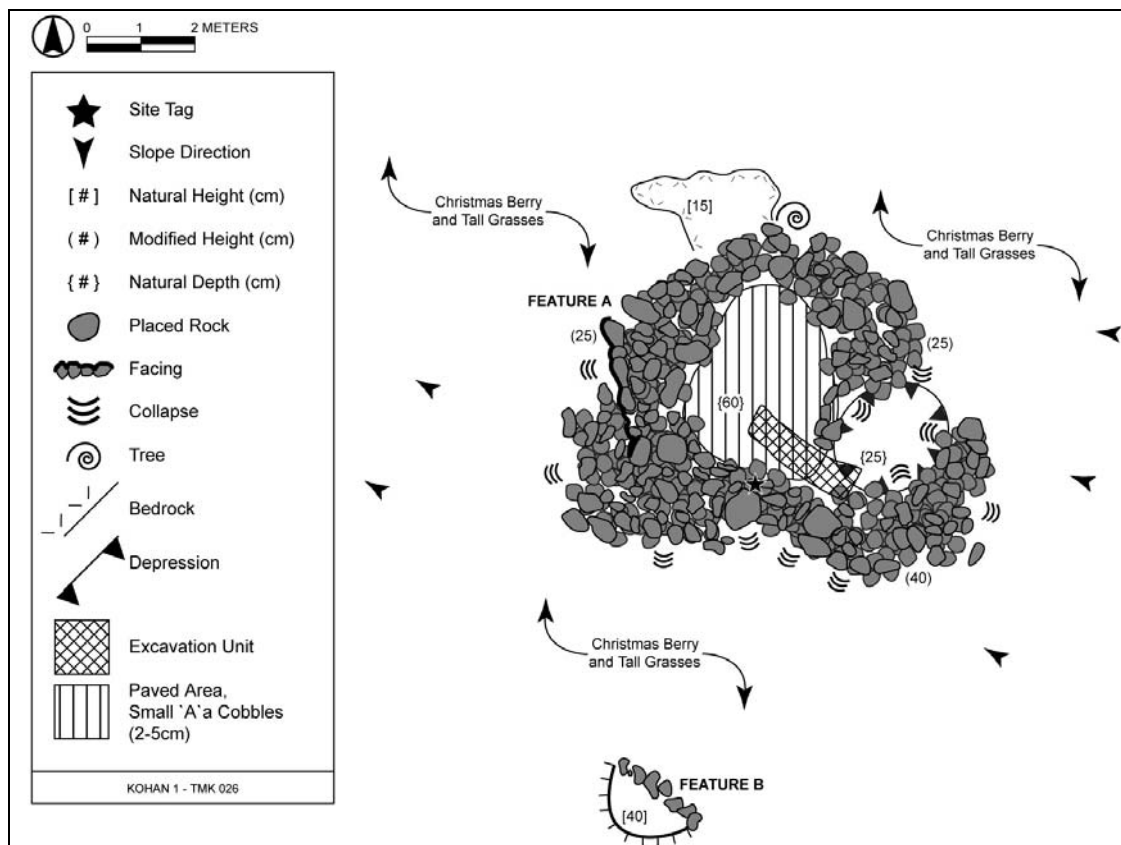 0 1 2 METERS
Site Tag
Slope Direction
[ # ] Natural Height (cm)
( # ) Modified Height (cm)
{ # } Natural Depth (cm)
Placed Rock
Facing
Collapse
Tree
Bedrock
Depression
Excavation Unit
Paved Area,
Small `A`a Cobbles
(2-5cm)
KOHAN 1 - TMK 026
Christmas Berry
and Tall Grasses
[15]
Christmas Berry
and Tall Grasses
FEATURE A
(25)
(25)
{60}
{25}
(40)
Christmas Berry
and Tall Grasses
FEATURE B
[40]